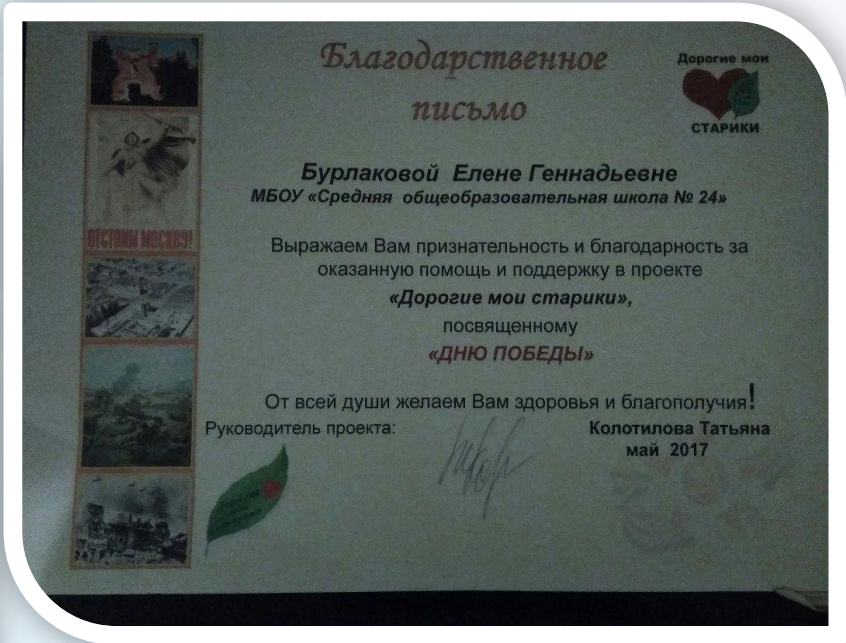 Благодарственное
письмо
Дорогие мои
СТАРИКИ
Бурлаковой Елене Геннадьевне
МБОУ «Средняя общеобразовательная школа № 24»
ОТСТОИМ МОСКВУ!
Выражаем Вам признательность и благодарность за
оказанную помощь и поддержку в проекте
«Дорогие мои старики»,
посвященному
«ДНЮ ПОБЕДЫ»
От всей души желаем Вам здоровья и благополучия!
Руководитель проекта:
Колотилова Татьяна
май 2017